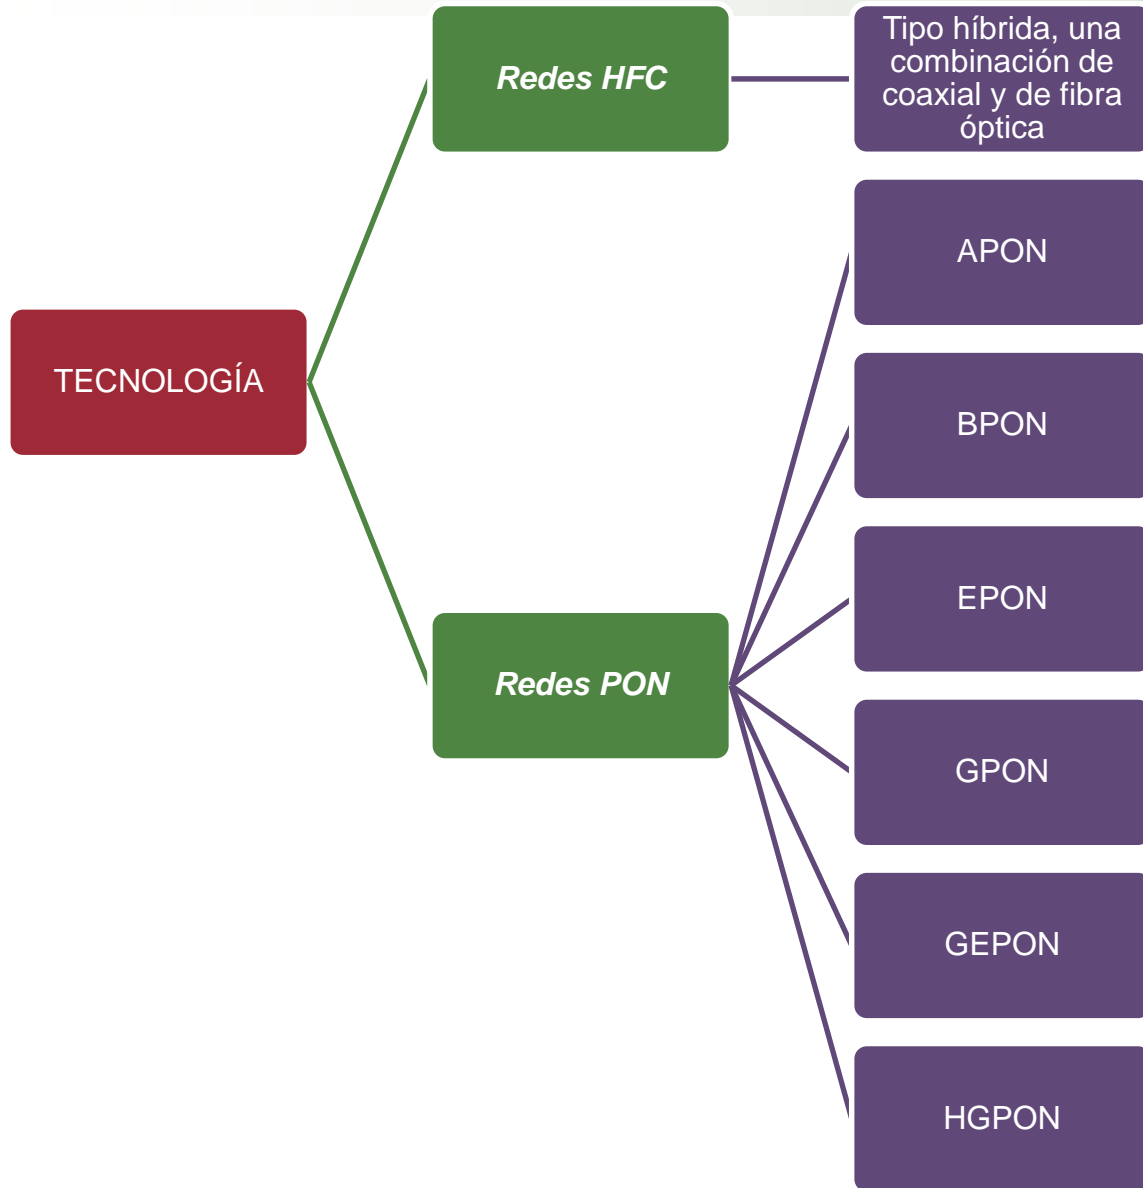 Redes HFC
Tipo híbrida, una
combinación de
coaxial y de fibra
óptica
APON
TECNOLOGÍA
BPON
EPON
Redes PON
GPON
GEPON
HGPON